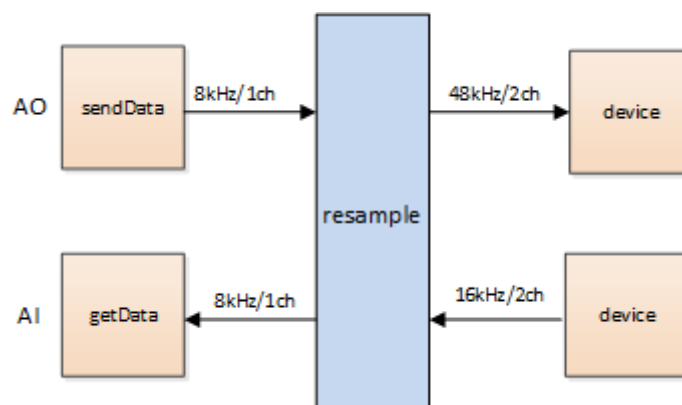 AO
sendData
8kHz/1ch
48kHz/2ch
device
resample
AI
getData
8kHz/1ch
16kHz/2ch
device